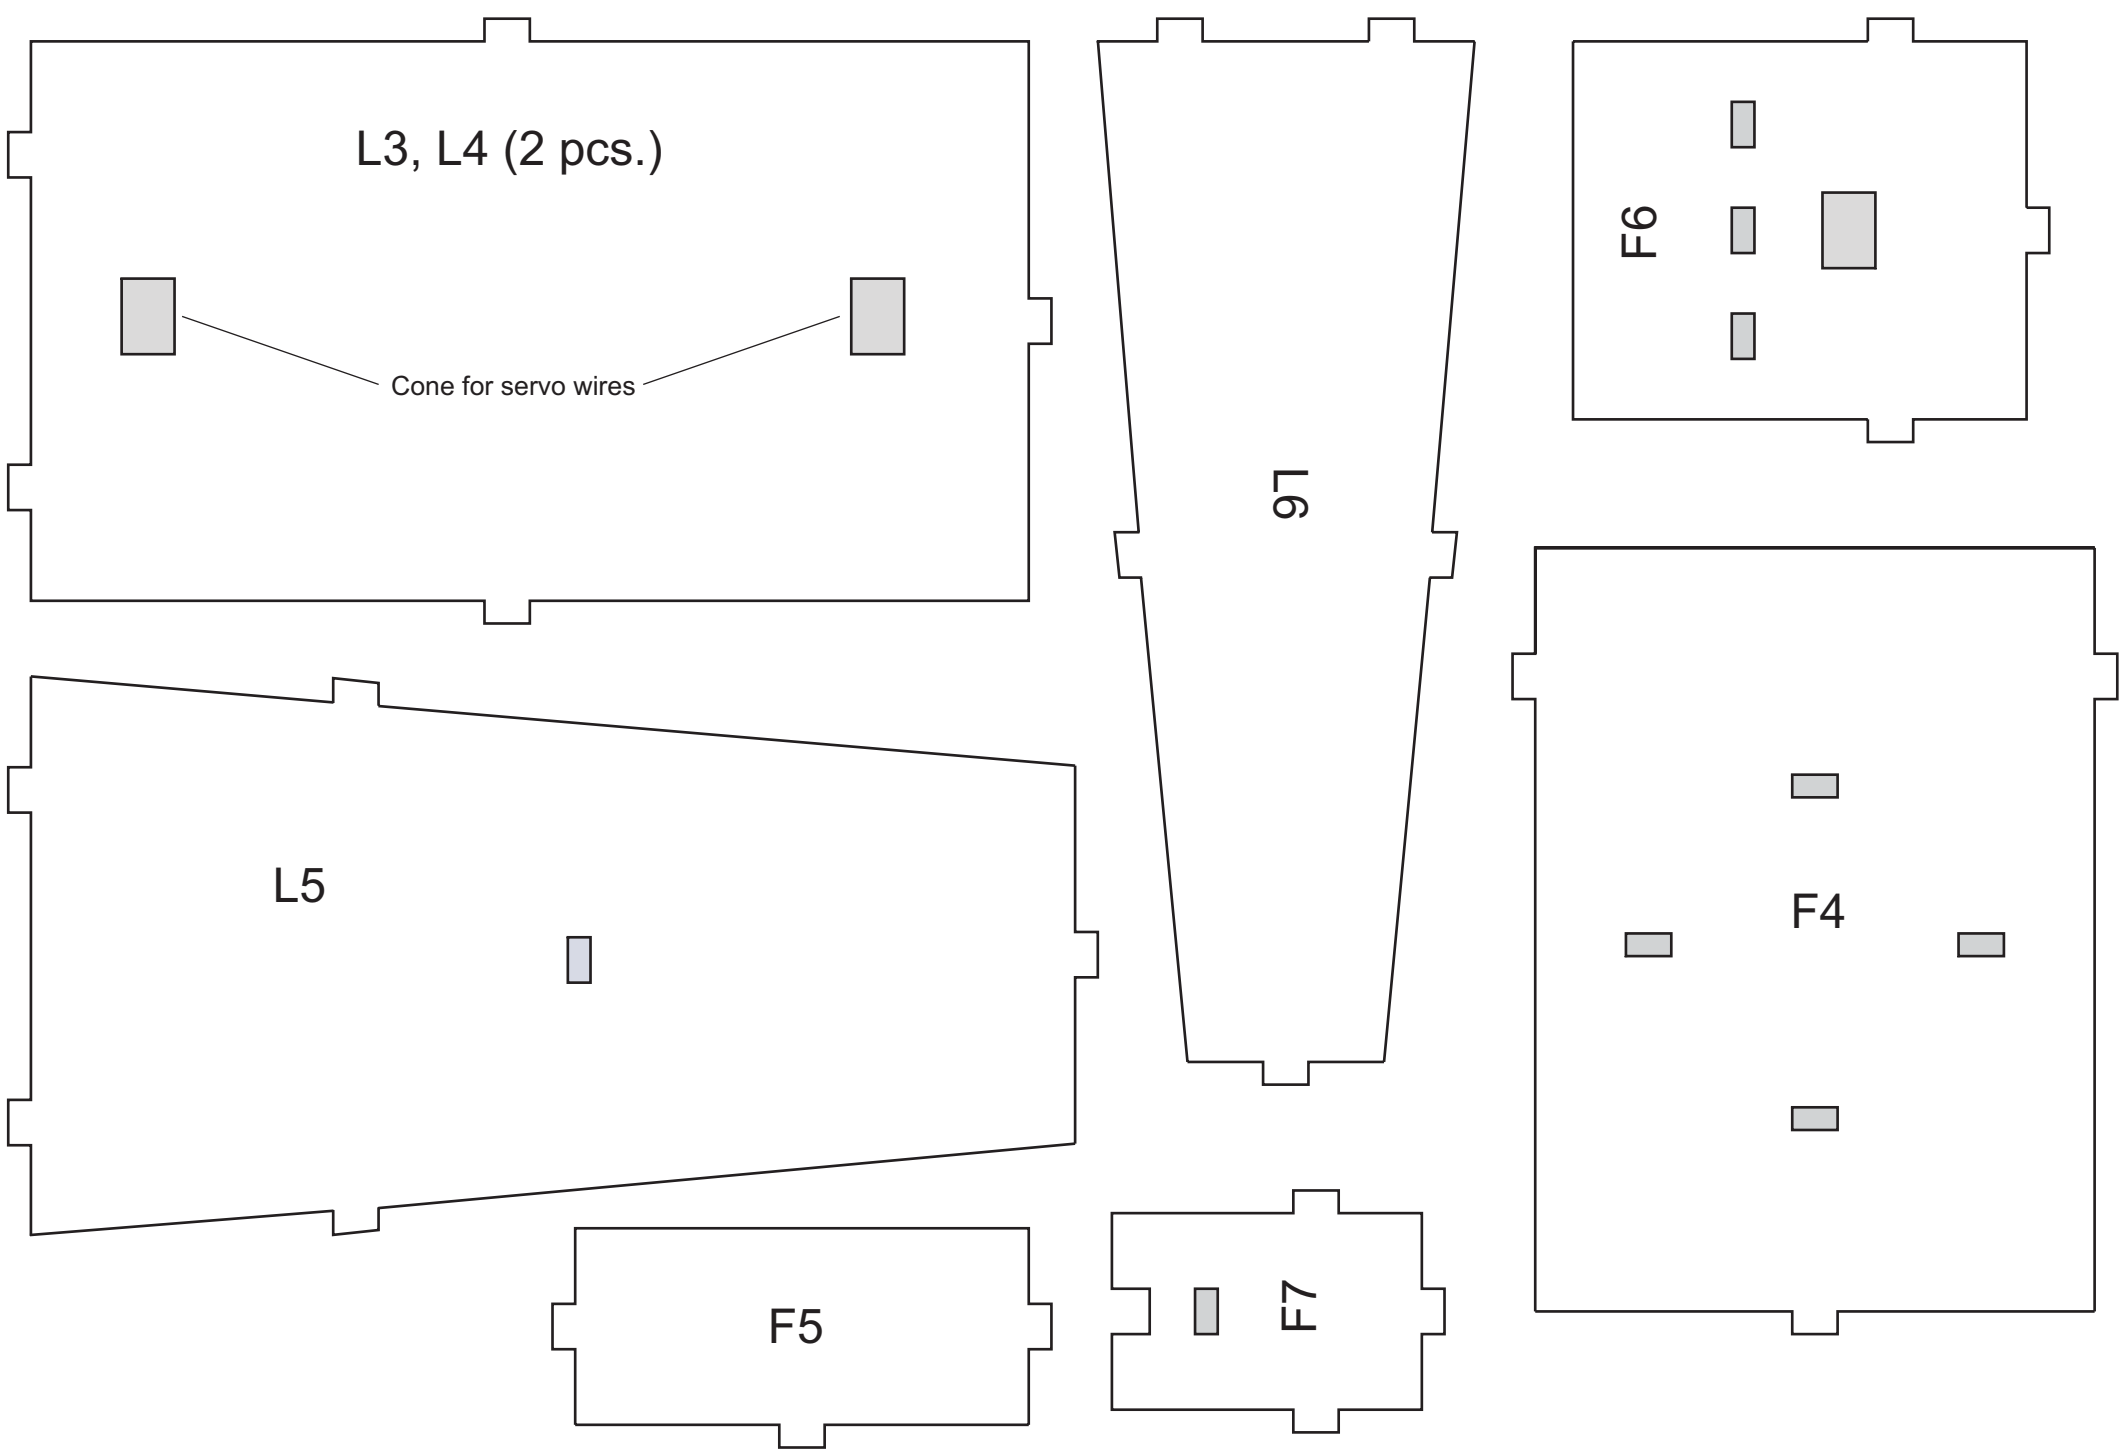 L3, L4 (2 pcs.)
Cone for servo wires
L6
F6
L5
F4
F5
F7